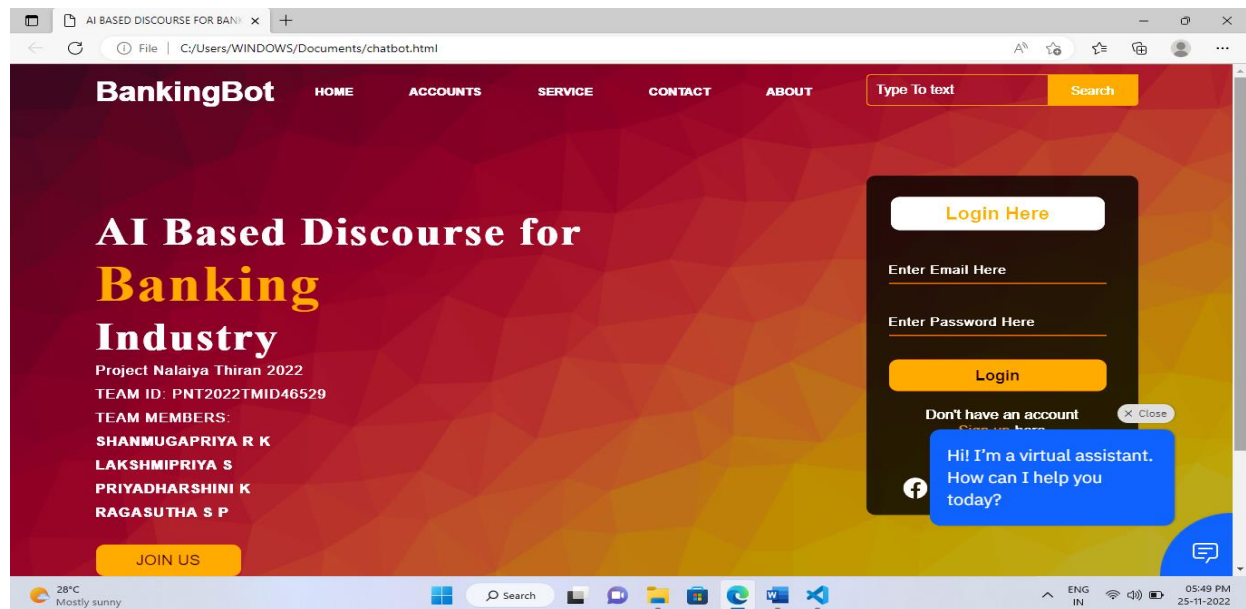 AI BASED DISCOURSE FOR BANK
File | C:/Users/WINDOWS/Documents/chatbot.html
BankingBot HOME ACCOUNTS SERVICE CONTACT ABOUT Type To text Search
AI Based Discourse for
Banking
Industry
Project Nalaiya Thiran 2022
TEAM ID: PNT2022TMID46529
TEAM MEMBERS:
SHANMUGAPRIYA R K
LAKSHMIPRIYA S
PRIYADHARSHINI K
RAGASUTHA S P
JOIN US
Login Here
Enter Email Here
Enter Password Here
Login
Don't have an account
Sign up here
Close
Hi! I'm a virtual assistant.
How can I help you
today?
28°C
Mostly sunny
Search
ENG
IN
05:49 PM
25-11-2022